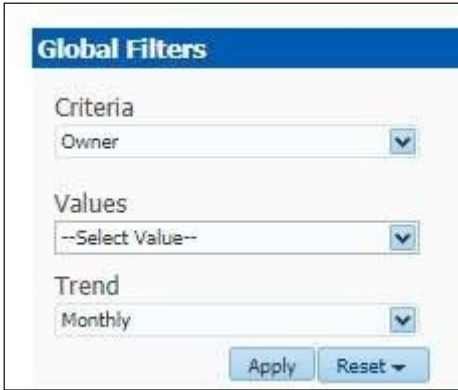 Global Filters
Criteria
Owner
Values
--Select Value--
Trend
Monthly
Apply Reset